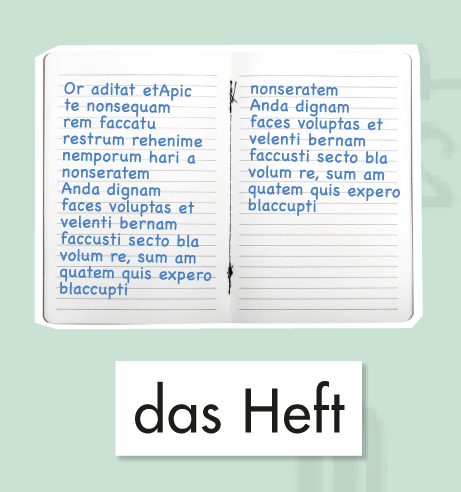 Or aditat etApic
te nonsequam
rem faccatu
restrum rehenime
nemporum hari a
nonseratem
Anda dignam
faces voluptas et
velenti bernam
faccusti secto bla
volum re, sum am
quatem quis expero
blaccupti
nonseratem
Anda dignam
faces voluptas et
velenti bernam
faccusti secto bla
volum re, sum am
quatem quis expero
blaccupti
das Heft